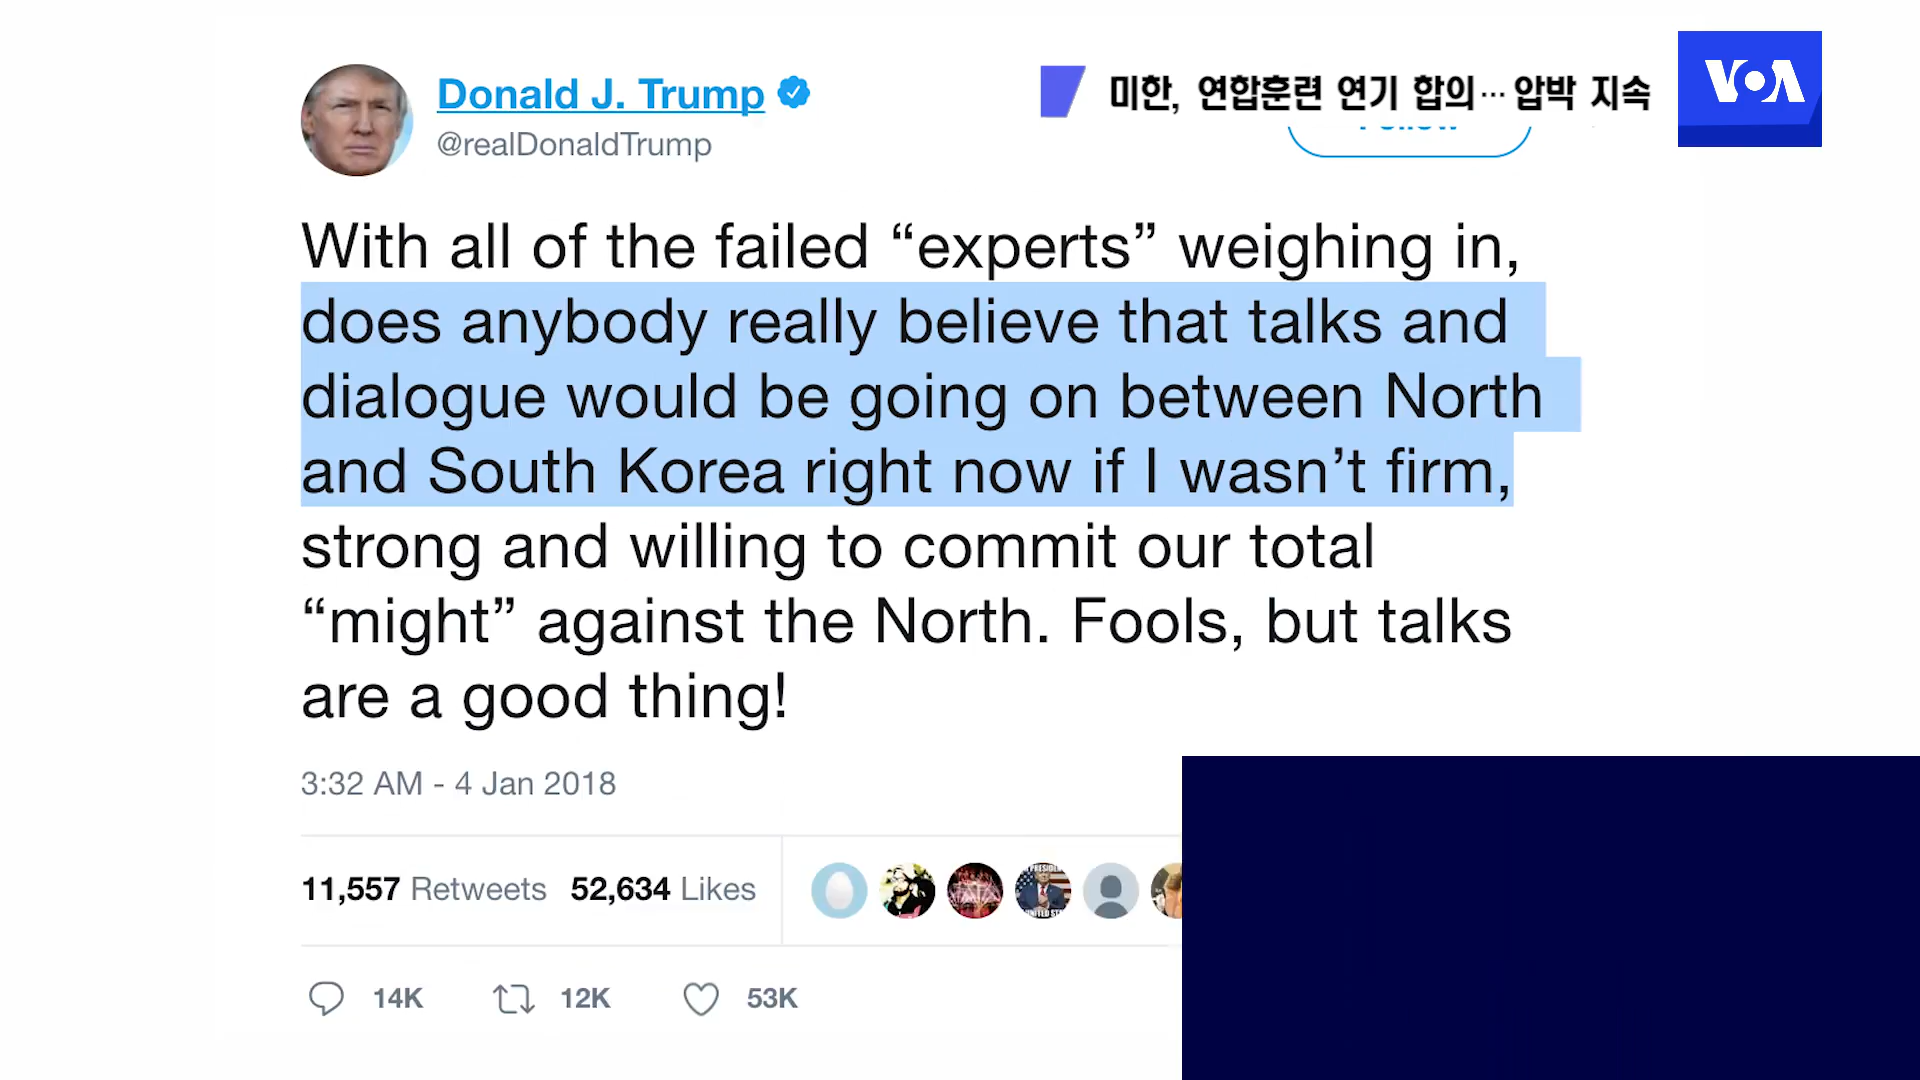 Donald J. Trump
@realDonaldTrump
미한, 연합훈련 연기 합의… 압박 지속
VOA
With all of the failed “experts” weighing in,
does anybody really believe that talks and
dialogue would be going on between North
and South Korea right now if I wasn’t firm,
strong and willing to commit our total
“might” against the North. Fools, but talks
are a good thing!
3:32 AM - 4 Jan 2018
11,557 Retweets 52,634 Likes
14K 12K 53K